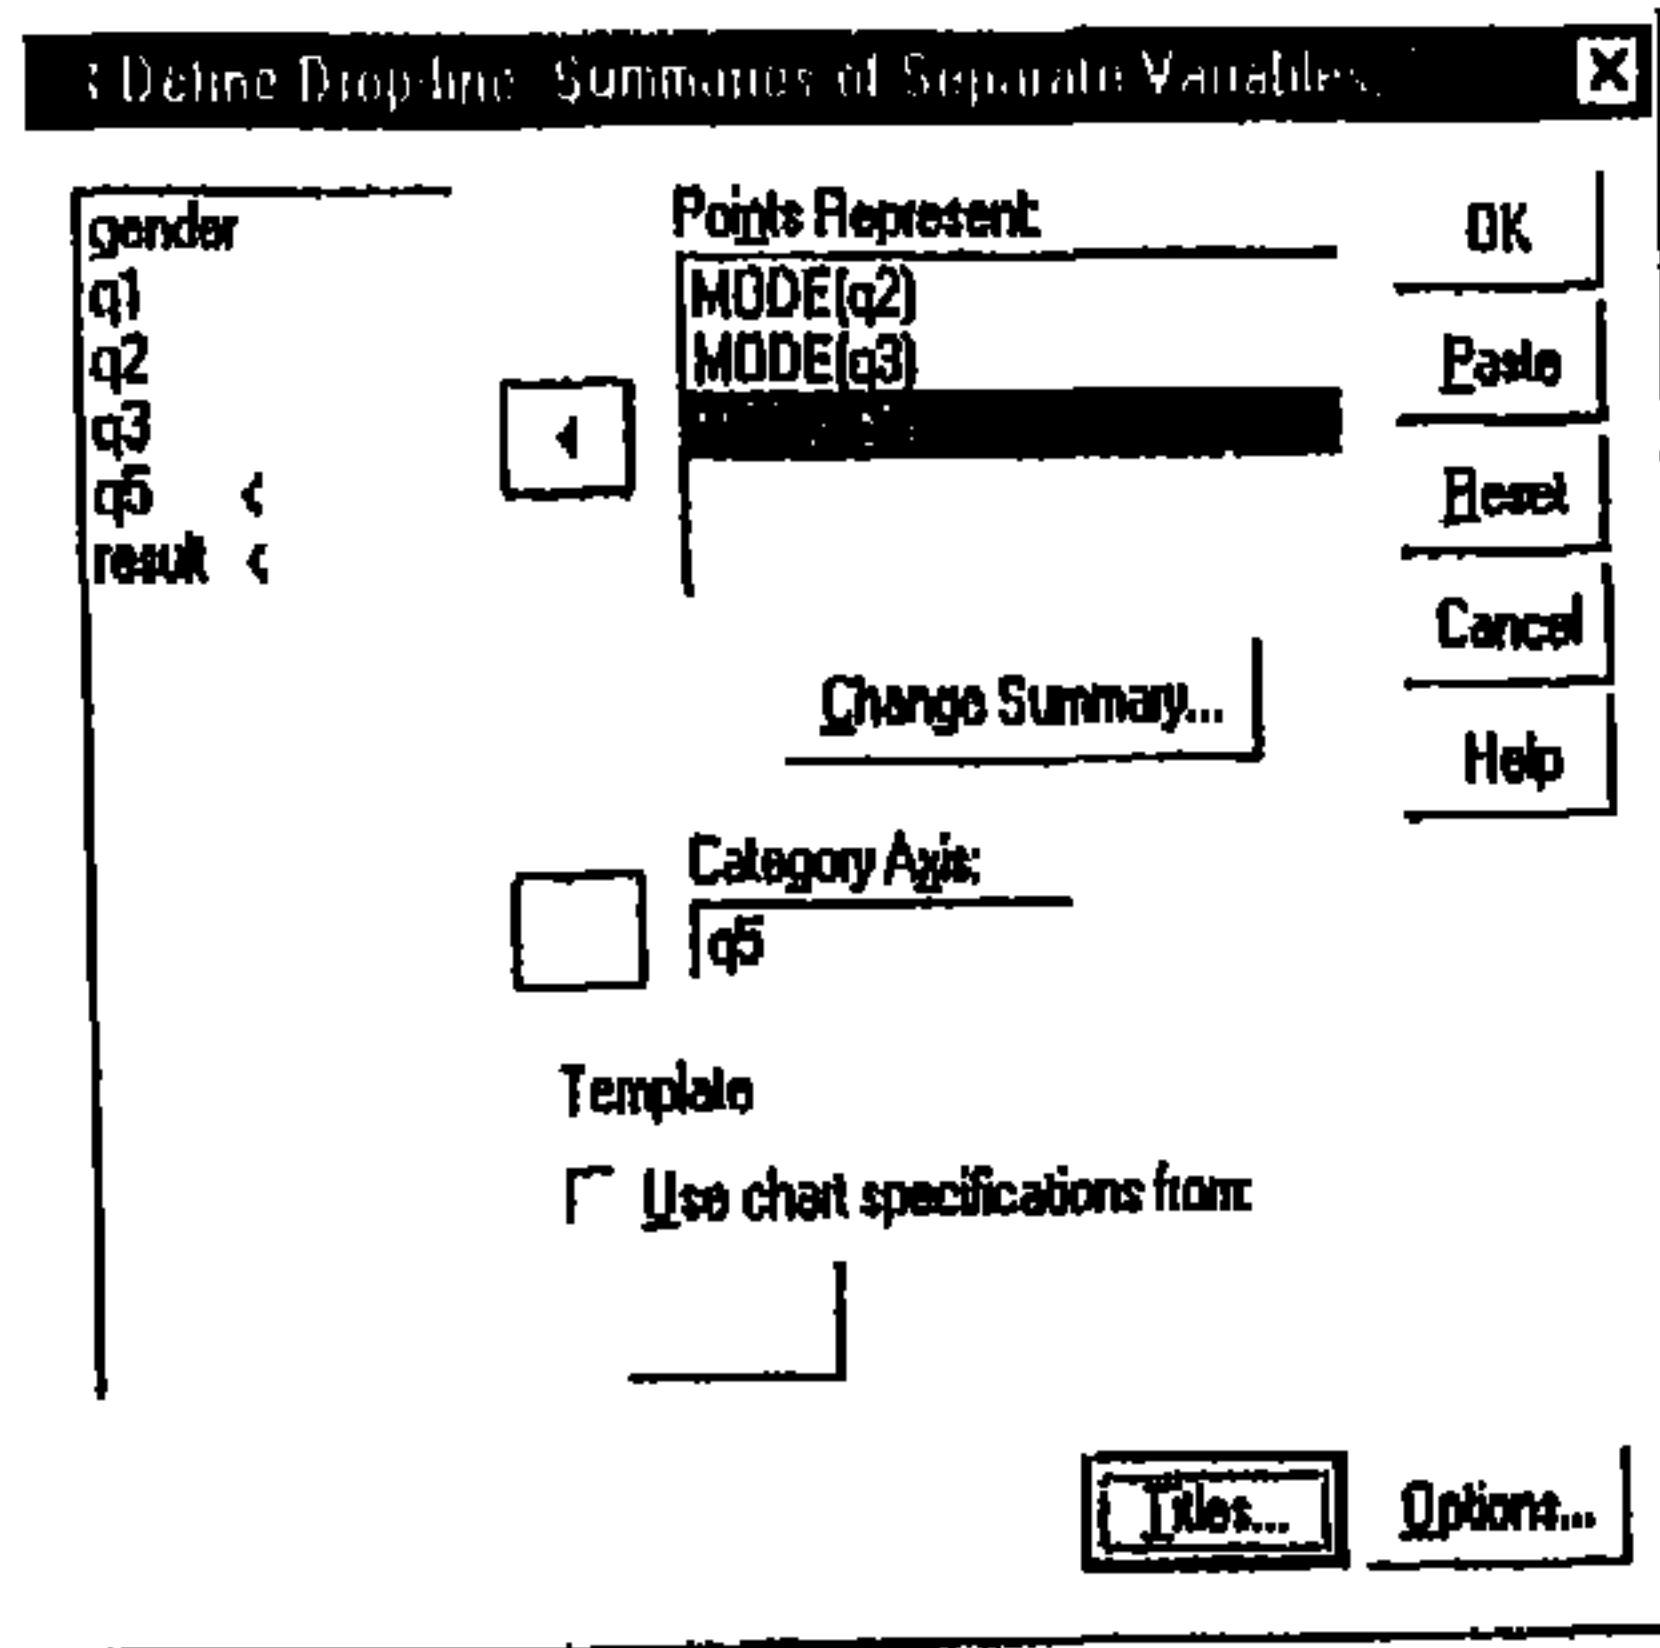 Define Drop-line: Summaries of Separate Variables
gender
q1
q2
q3
q5
result
Points Represent:
MODE(q2)
MODE(q3)
Change Summary...
Category Axis:
q5
Template
Use chart specifications from:
OK
Paste
Reset
Cancel
Help
Titles...
Options...